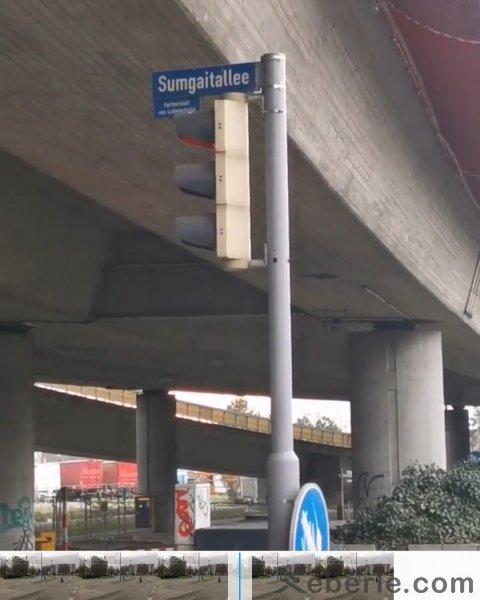 Sumgaitallee
Partnerstadt
von Ludwigshafen
eberle.com